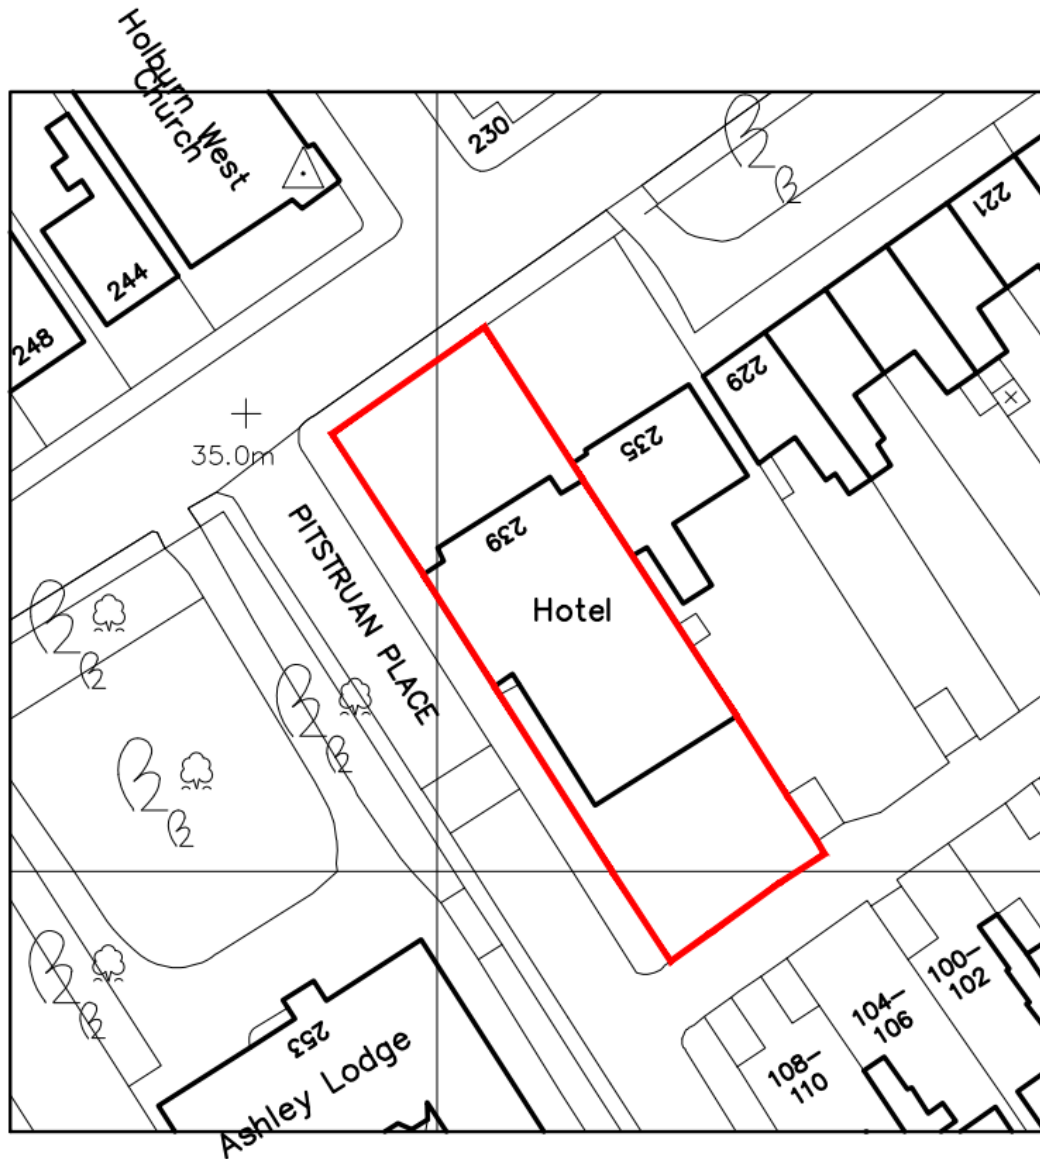 Holburn West
Church
230
244
248
221
229
235
35.0m
239
PITSTRUAN PLACE
Hotel
253
Ashley Lodge
100–
102
104–
106
108–
110